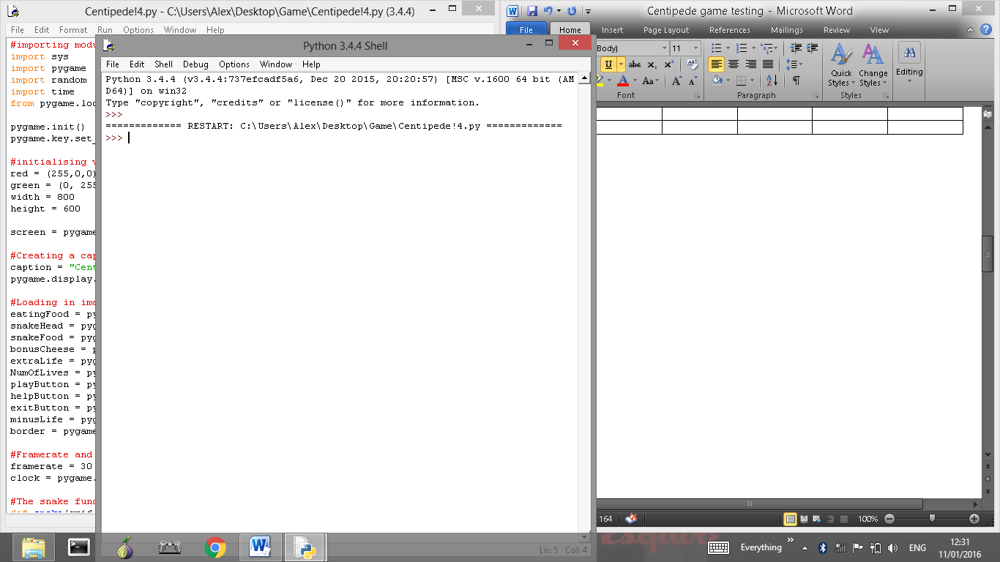 Centipede!4.py - C:\Users\Alex\Desktop\Game\Centipede!4.py (3.4.4)
File Edit Format Run Options Window Help
#importing modu
import sys
import pygame
import random
import time
from pygame.loc
pygame.init()
pygame.key.set_
#initialising v
red = (255,0,0)
green = (0, 255
width = 800
height = 600
screen = pygame
#Creating a cap
caption = "Cent
pygame.display.
#Loading in ima
eatingFood = py
snakeHead = pyg
snakeFood = pyg
bonusCheese = p
extraLife = pyg
NumOfLives = py
playButton = py
helpButton = py
exitButton = py
minusLife = pyg
border = pygame
#Framerate and
framerate = 30
clock = pygame.
#The snake func
Python 3.4.4 Shell
File Edit Shell Debug Options Window Help
Python 3.4.4 (v3.4.4:737efcadf5a6, Dec 20 2015, 20:20:57) [MSC v.1600 64 bit (AM
D64)] on win32
Type "copyright", "credits" or "license()" for more information.
>>>
============= RESTART: C:\Users\Alex\Desktop\Game\Centipede!4.py =============
>>>
Ln: 5 Col: 4
Centipede game testing - Microsoft Word
File Home Insert Page Layout References Mailings Review View
Body) 11
U abc x₂ x² Aa
Quick Styles
Change Styles
Editing
Font Paragraph Styles
164 100%
Everything ENG
12:31
11/01/2016